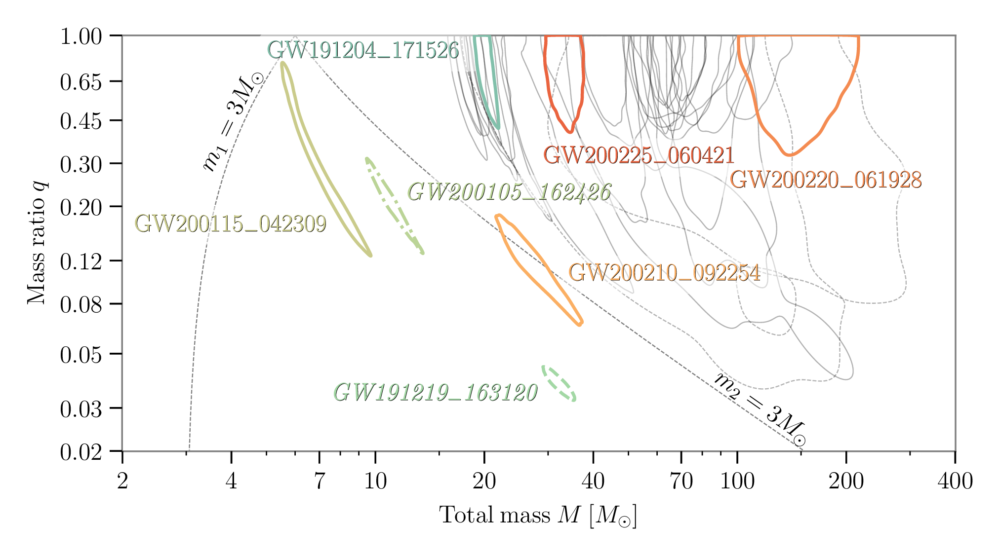 1.00
0.65
0.45
0.30
0.20
0.12
0.08
0.05
0.03
0.02
Mass ratio q
GW191204_171526
m₁ = 3M☉
GW200225_060421
GW200220_061928
GW200105_162426
GW200115_042309
GW200210_092254
GW191219_163120
m₂ = 3M☉
2 4 7 10 20 40 70 100 200 400
Total mass M [M☉]